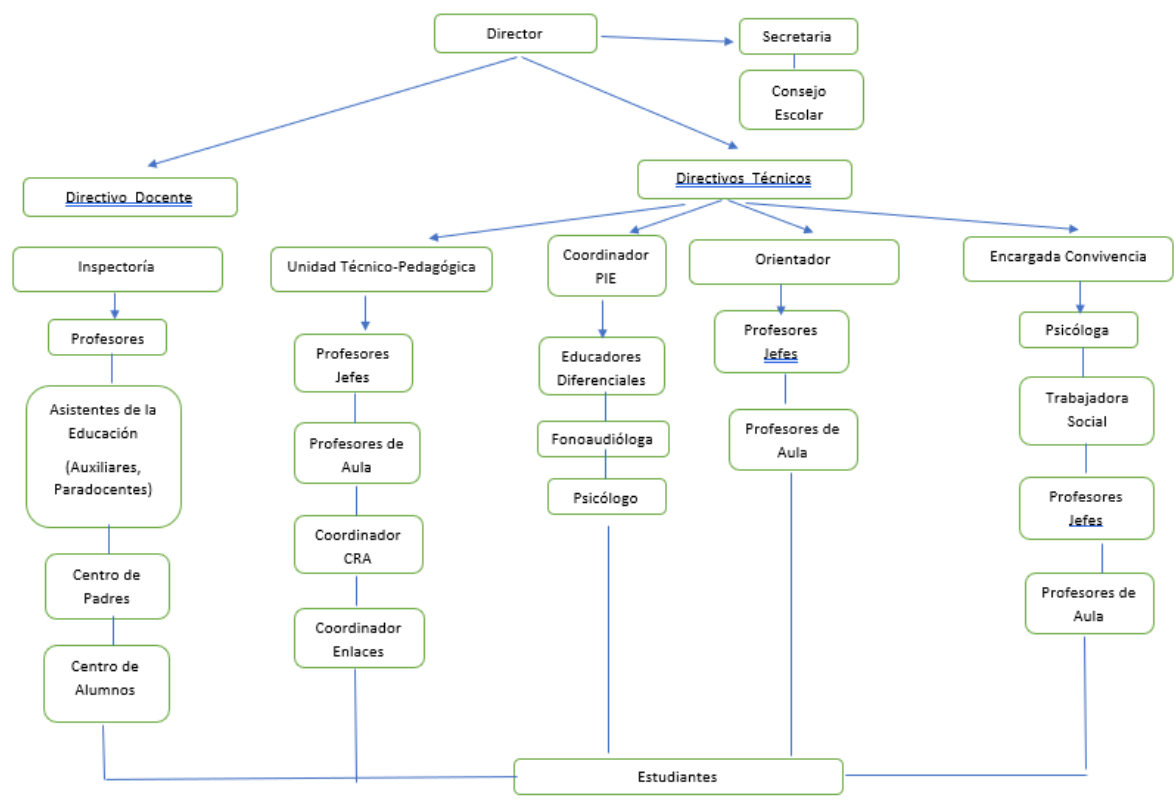 Director
Secretaria
Consejo
Escolar
Directivo Docente
Directivos Técnicos
Inspectoría
Profesores
Asistentes de la
Educación
(Auxiliares,
Paradocentes)
Centro de
Padres
Centro de
Alumnos
Unidad Técnico-Pedagógica
Profesores
Jefes
Profesores de
Aula
Coordinador
CRA
Coordinador
Enlaces
Coordinador
PIE
Educadores
Diferenciales
Fonoaudióloga
Psicólogo
Orientador
Profesores
Jefes
Profesores de
Aula
Encargada Convivencia
Psicóloga
Trabajadora
Social
Profesores
Jefes
Profesores de
Aula
Estudiantes